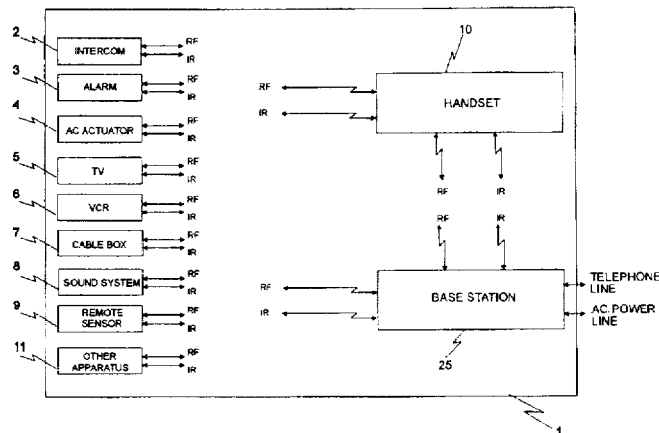 2
INTERCOM
RF
IR
3
ALARM
RF
IR
4
AC ACTUATOR
RF
IR
5
TV
RF
IR
6
VCR
RF
IR
7
CABLE BOX
RF
IR
8
SOUND SYSTEM
RF
IR
9
REMOTE
SENSOR
RF
IR
11
OTHER
APPARATUS
RF
IR
10
HANDSET
RF
IR
RF
IR
RF
IR
BASE STATION
RF
IR
25
TELEPHONE
LINE
AC POWER
LINE
1